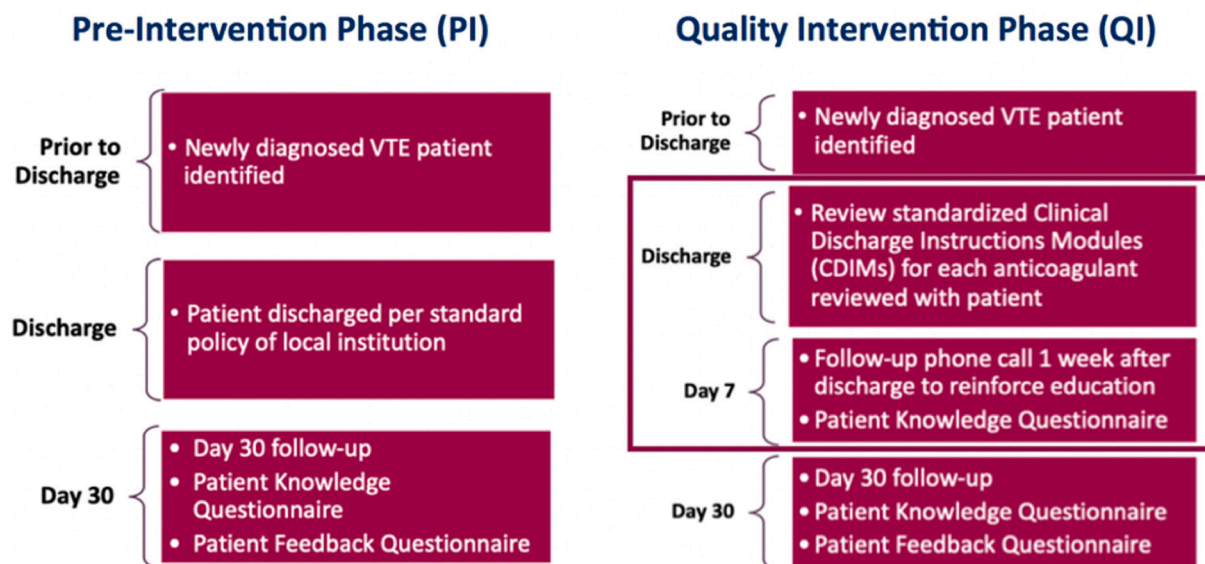 Pre-Intervention Phase (PI)
Prior to
Discharge
• Newly diagnosed VTE patient
identified
Discharge
• Patient discharged per standard
policy of local institution
Day 30
• Day 30 follow-up
• Patient Knowledge
Questionnaire
• Patient Feedback Questionnaire
Quality Intervention Phase (QI)
Prior to
Discharge
• Newly diagnosed VTE patient
identified
Discharge
• Review standardized Clinical
Discharge Instructions Modules
(CDIMs) for each anticoagulant
reviewed with patient
Day 7
• Follow-up phone call 1 week after
discharge to reinforce education
• Patient Knowledge Questionnaire
Day 30
• Day 30 follow-up
• Patient Knowledge Questionnaire
• Patient Feedback Questionnaire